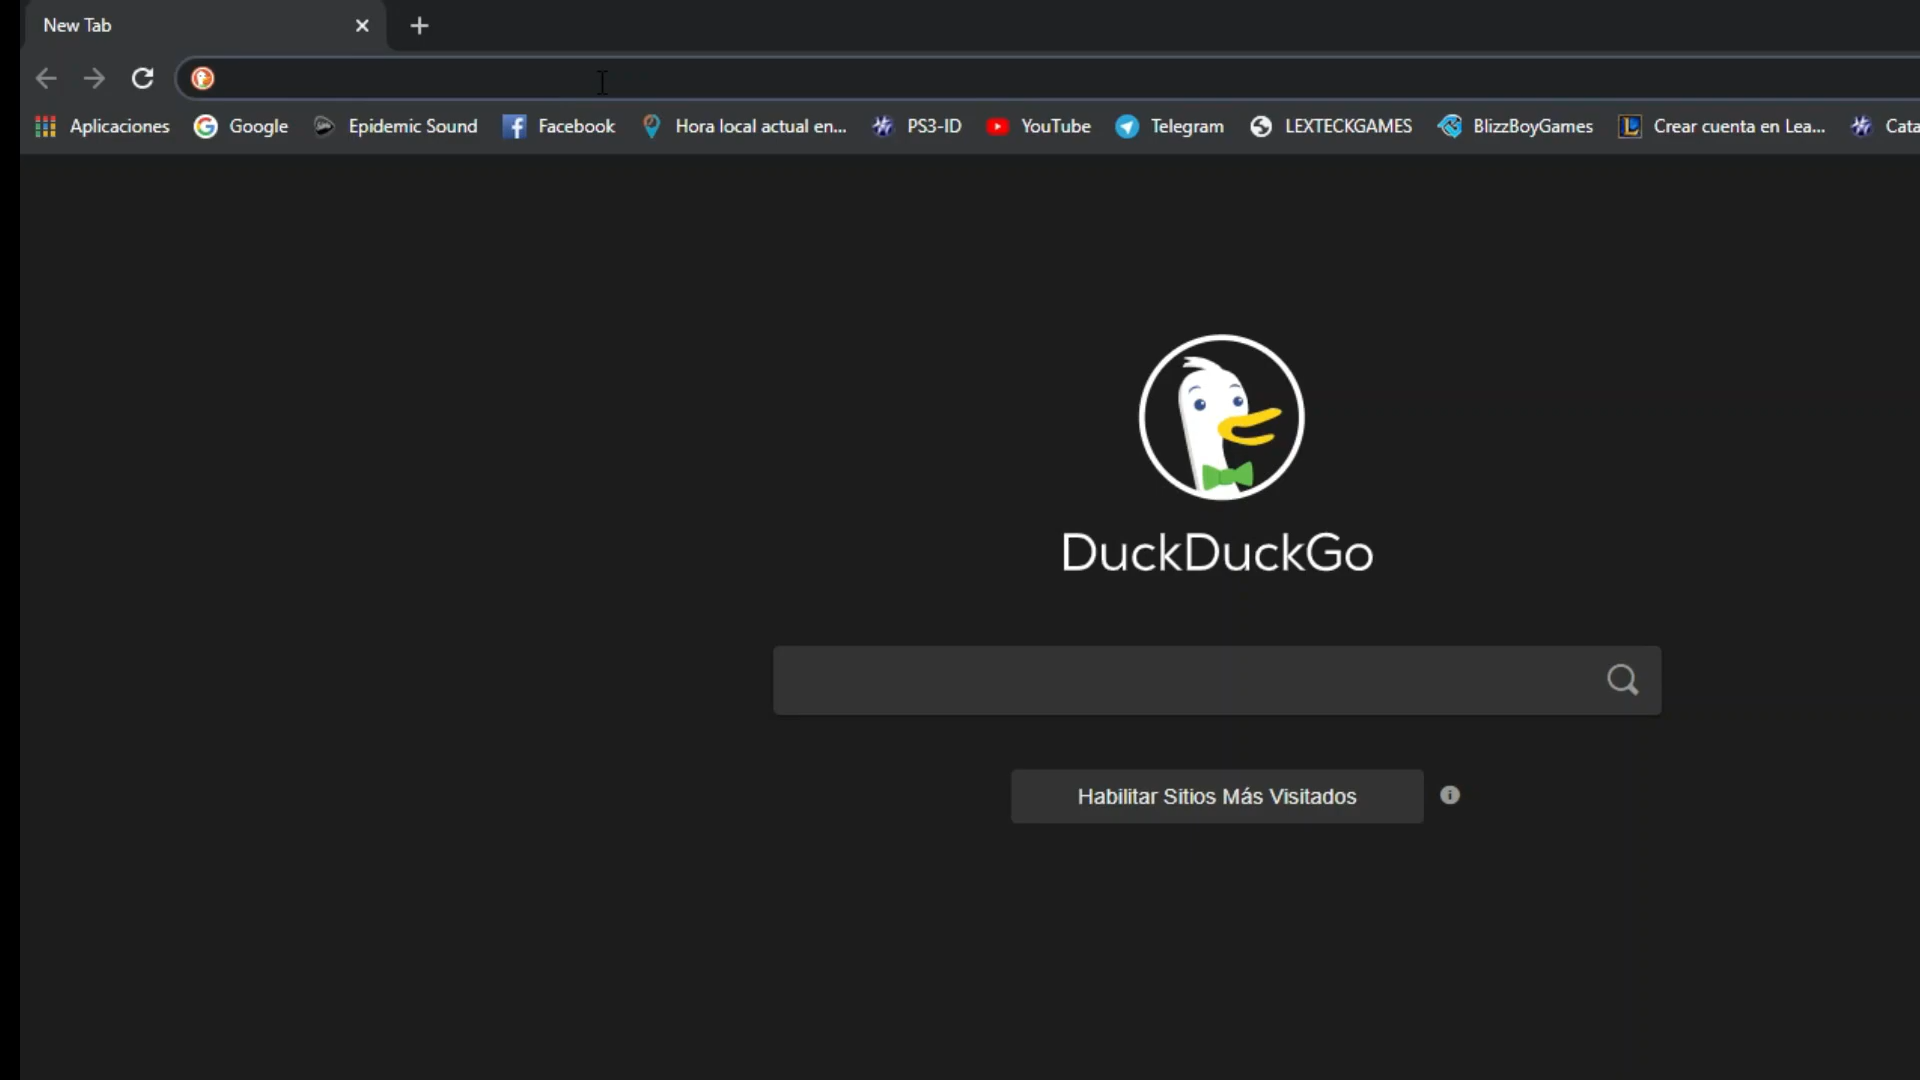 New Tab
Aplicaciones Google Epidemic Sound Facebook Hora local actual en... PS3-ID YouTube Telegram LEXTECKGAMES BlizzBoyGames Crear cuenta en Lea... Cata
DuckDuckGo
Habilitar Sitios Más Visitados